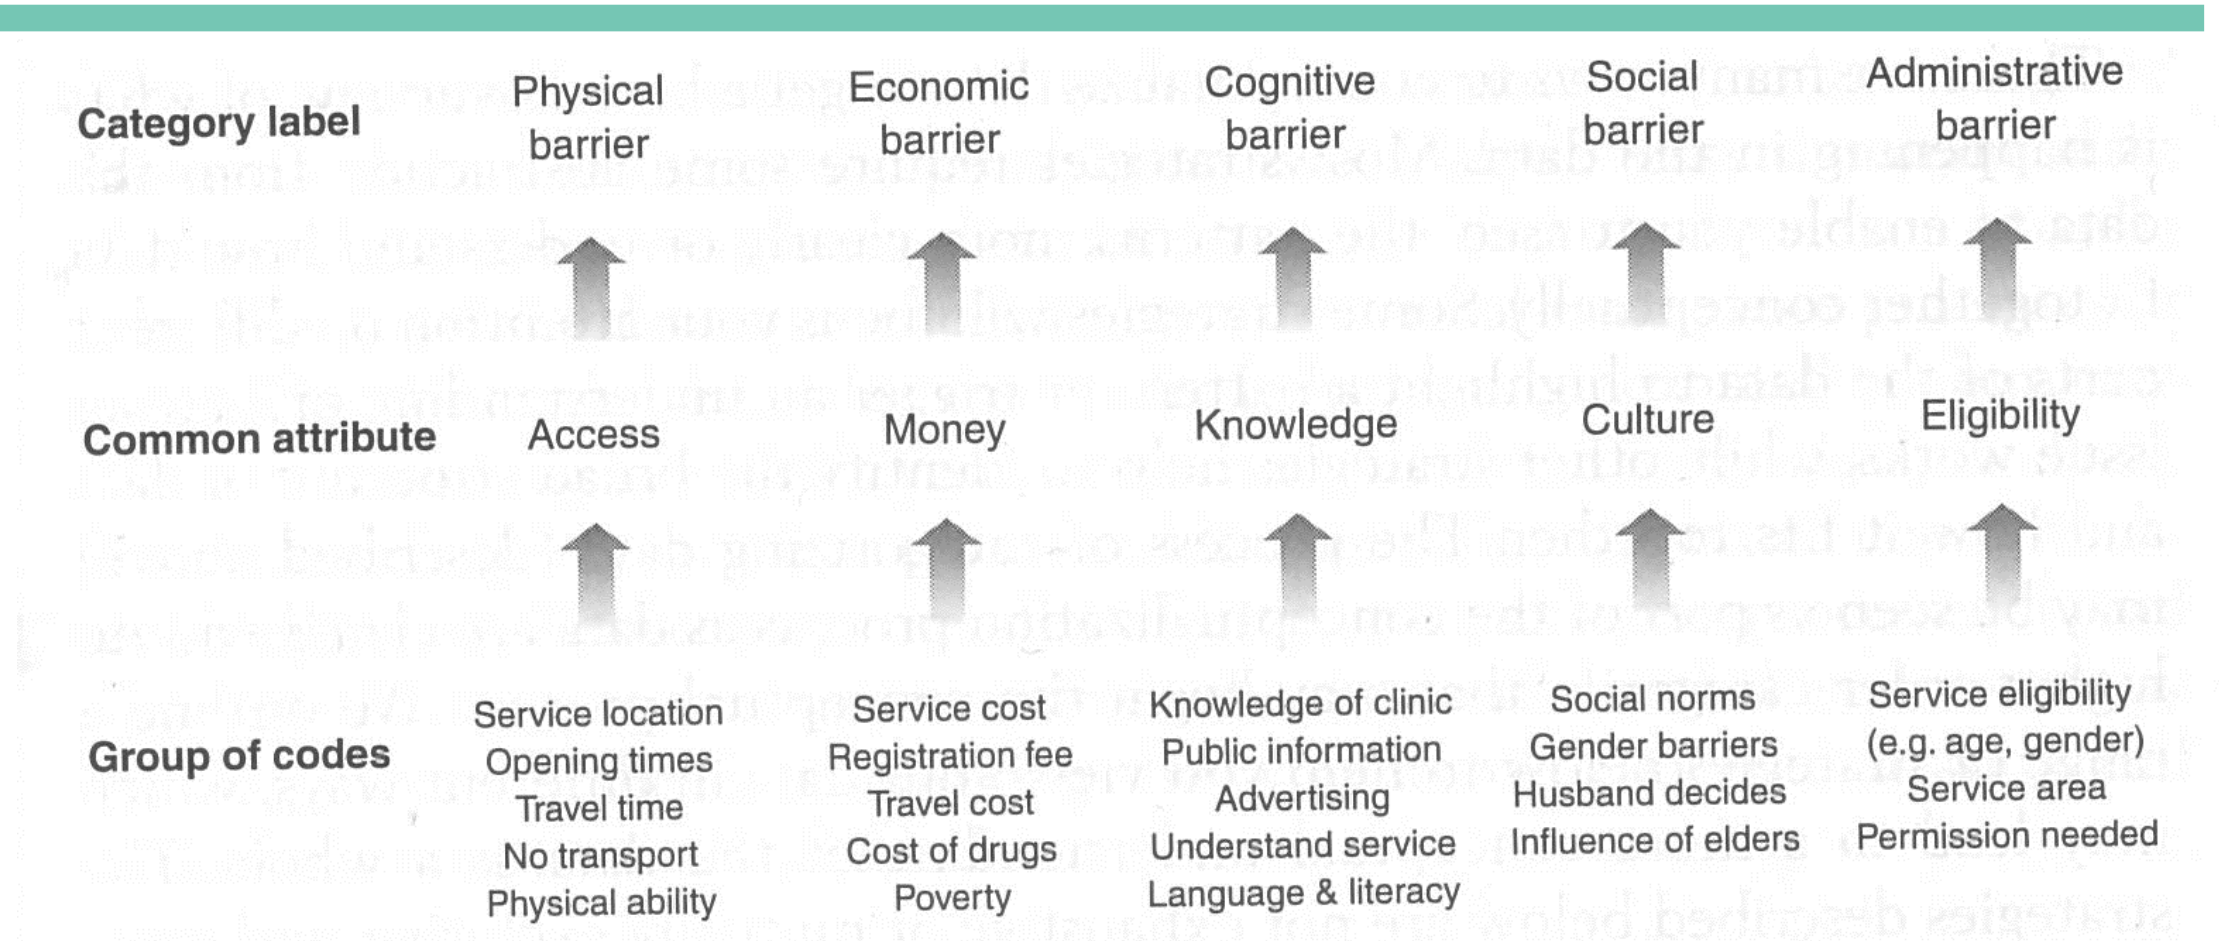 Category label
Physical
barrier
Economic
barrier
Cognitive
barrier
Social
barrier
Administrative
barrier
Common attribute
Access
Money
Knowledge
Culture
Eligibility
Group of codes
Service location
Opening times
Travel time
No transport
Physical ability
Service cost
Registration fee
Travel cost
Cost of drugs
Poverty
Knowledge of clinic
Public information
Advertising
Understand service
Language & literacy
Social norms
Gender barriers
Husband decides
Influence of elders
Service eligibility
(e.g. age, gender)
Service area
Permission needed